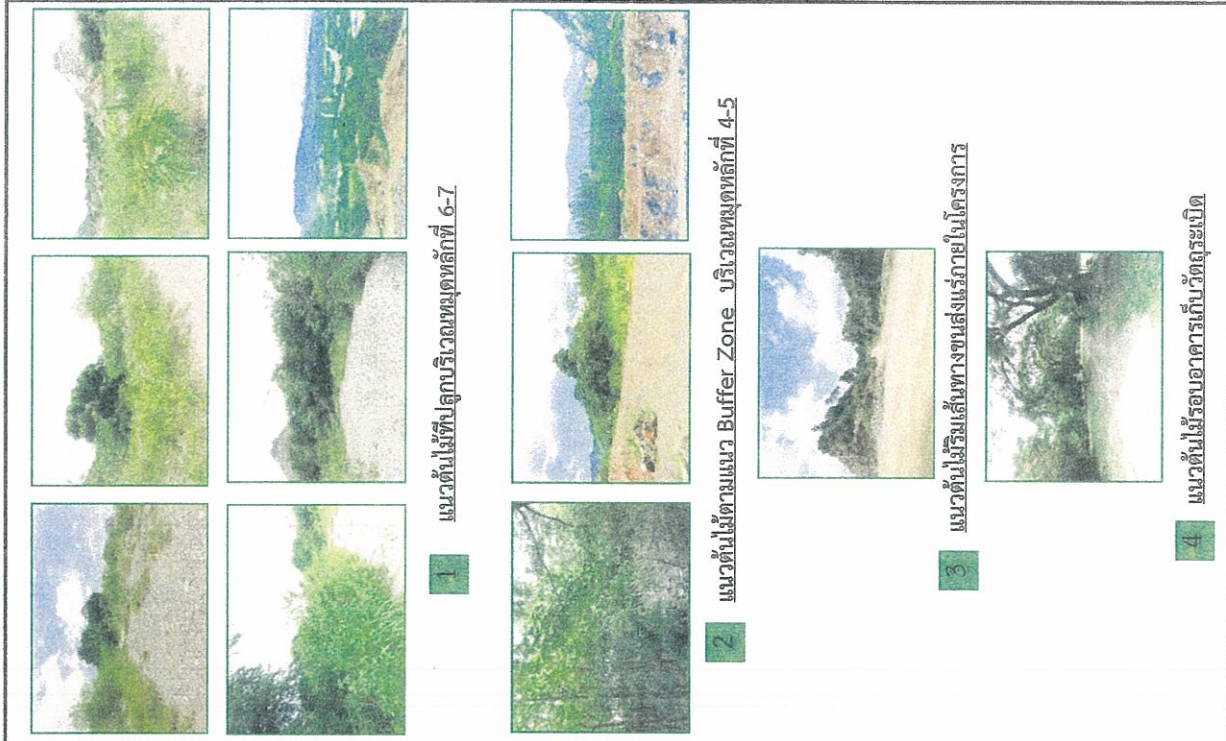 1 แนวต้นไม้ที่ปลูกบริเวณหมุดหลักที่ 6-7
2 แนวต้นไม้ตามแนว Buffer Zone บริเวณหมุดหลักที่ 4-5
3 แนวต้นไม้ริมเส้นทางขนส่งแร่ภายในโครงการ
4 แนวต้นไม้รอบอาคารเก็บวัตถุระเบิด